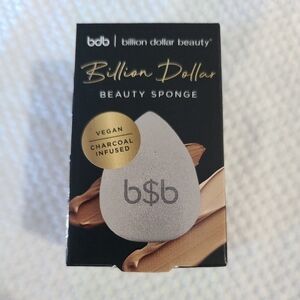 bdb | billion dollar beauty®
Billion Dollar
BEAUTY SPONGE
VEGAN
CHARCOAL
INFUSED
b$b